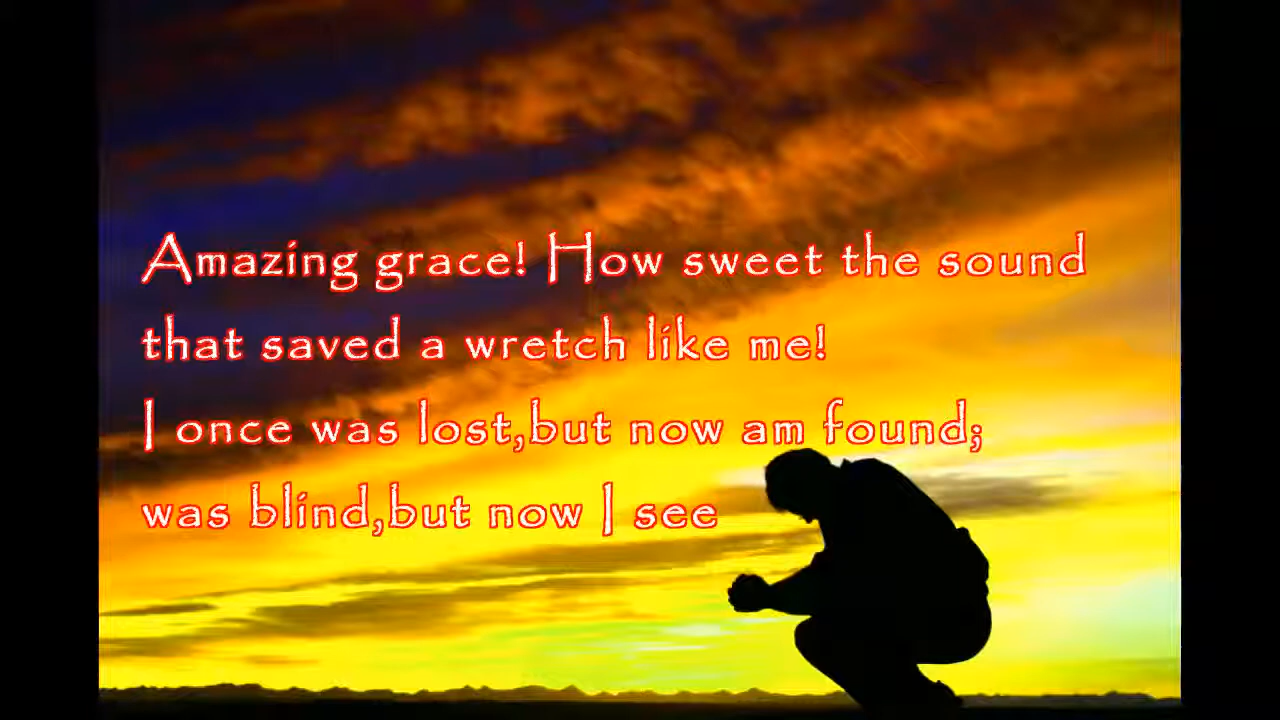 Amazing grace! How sweet the sound
that saved a wretch like me!
I once was lost,but now am found;
was blind,but now I see